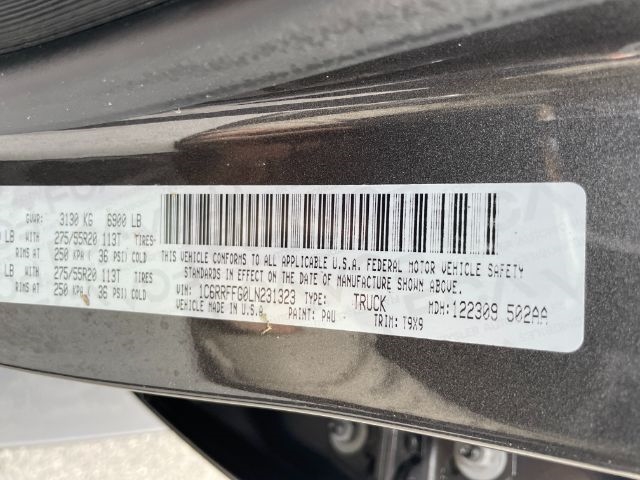 GVWR: 3130 KG 6900 LB
LB WITH 275/55R20 113T TIRES-
RIMS AT 250 KPA ( 36 PSI/ COLD)
LB WITH 275/55R20 113T TIRES-
RIMS AT 250 KPA ( 36 PSI/ COLD)
THIS VEHICLE CONFORMS TO ALL APPLICABLE U.S.A. FEDERAL MOTOR VEHICLE SAFETY
STANDARDS IN EFFECT ON THE DATE OF MANUFACTURE SHOWN ABOVE.
VIN: 1C6RRFFG0LN231323 TYPE: TRUCK MDH: 122309 502AA
VEHICLE MADE IN U.S.A. PAINT: PAU TRIM: T9X9